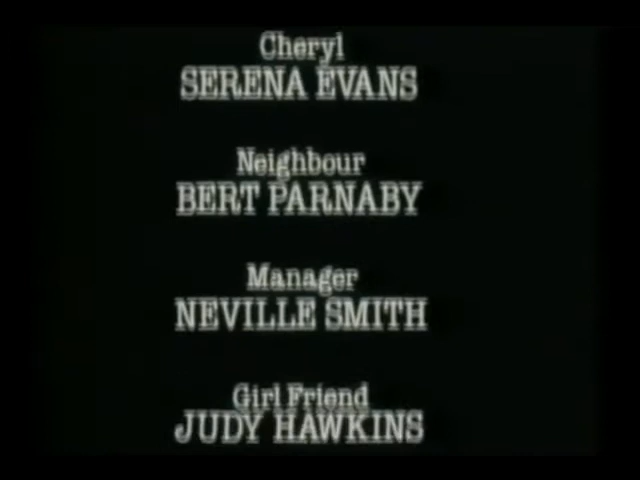 Cheryl
SERENA EVANS
Neighbour
BERT PARNABY
Manager
NEVILLE SMITH
Girl Friend
JUDY HAWKINS